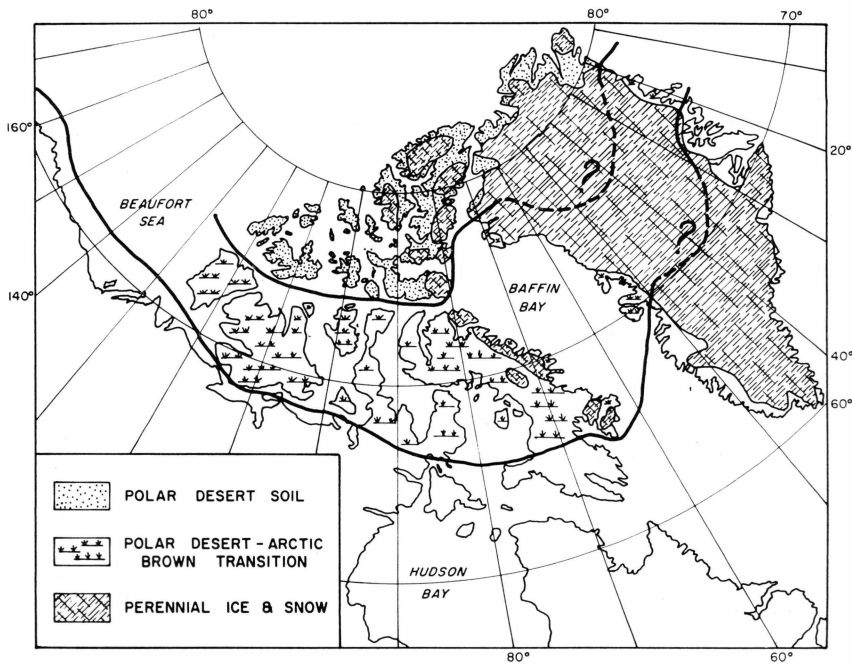 80°
80°
70°
160°
20°
BEAUFORT
SEA
?
?
140°
BAFFIN
BAY
40°
60°
POLAR DESERT SOIL
POLAR DESERT - ARCTIC
BROWN TRANSITION
PERENNIAL ICE & SNOW
HUDSON
BAY
80°
60°